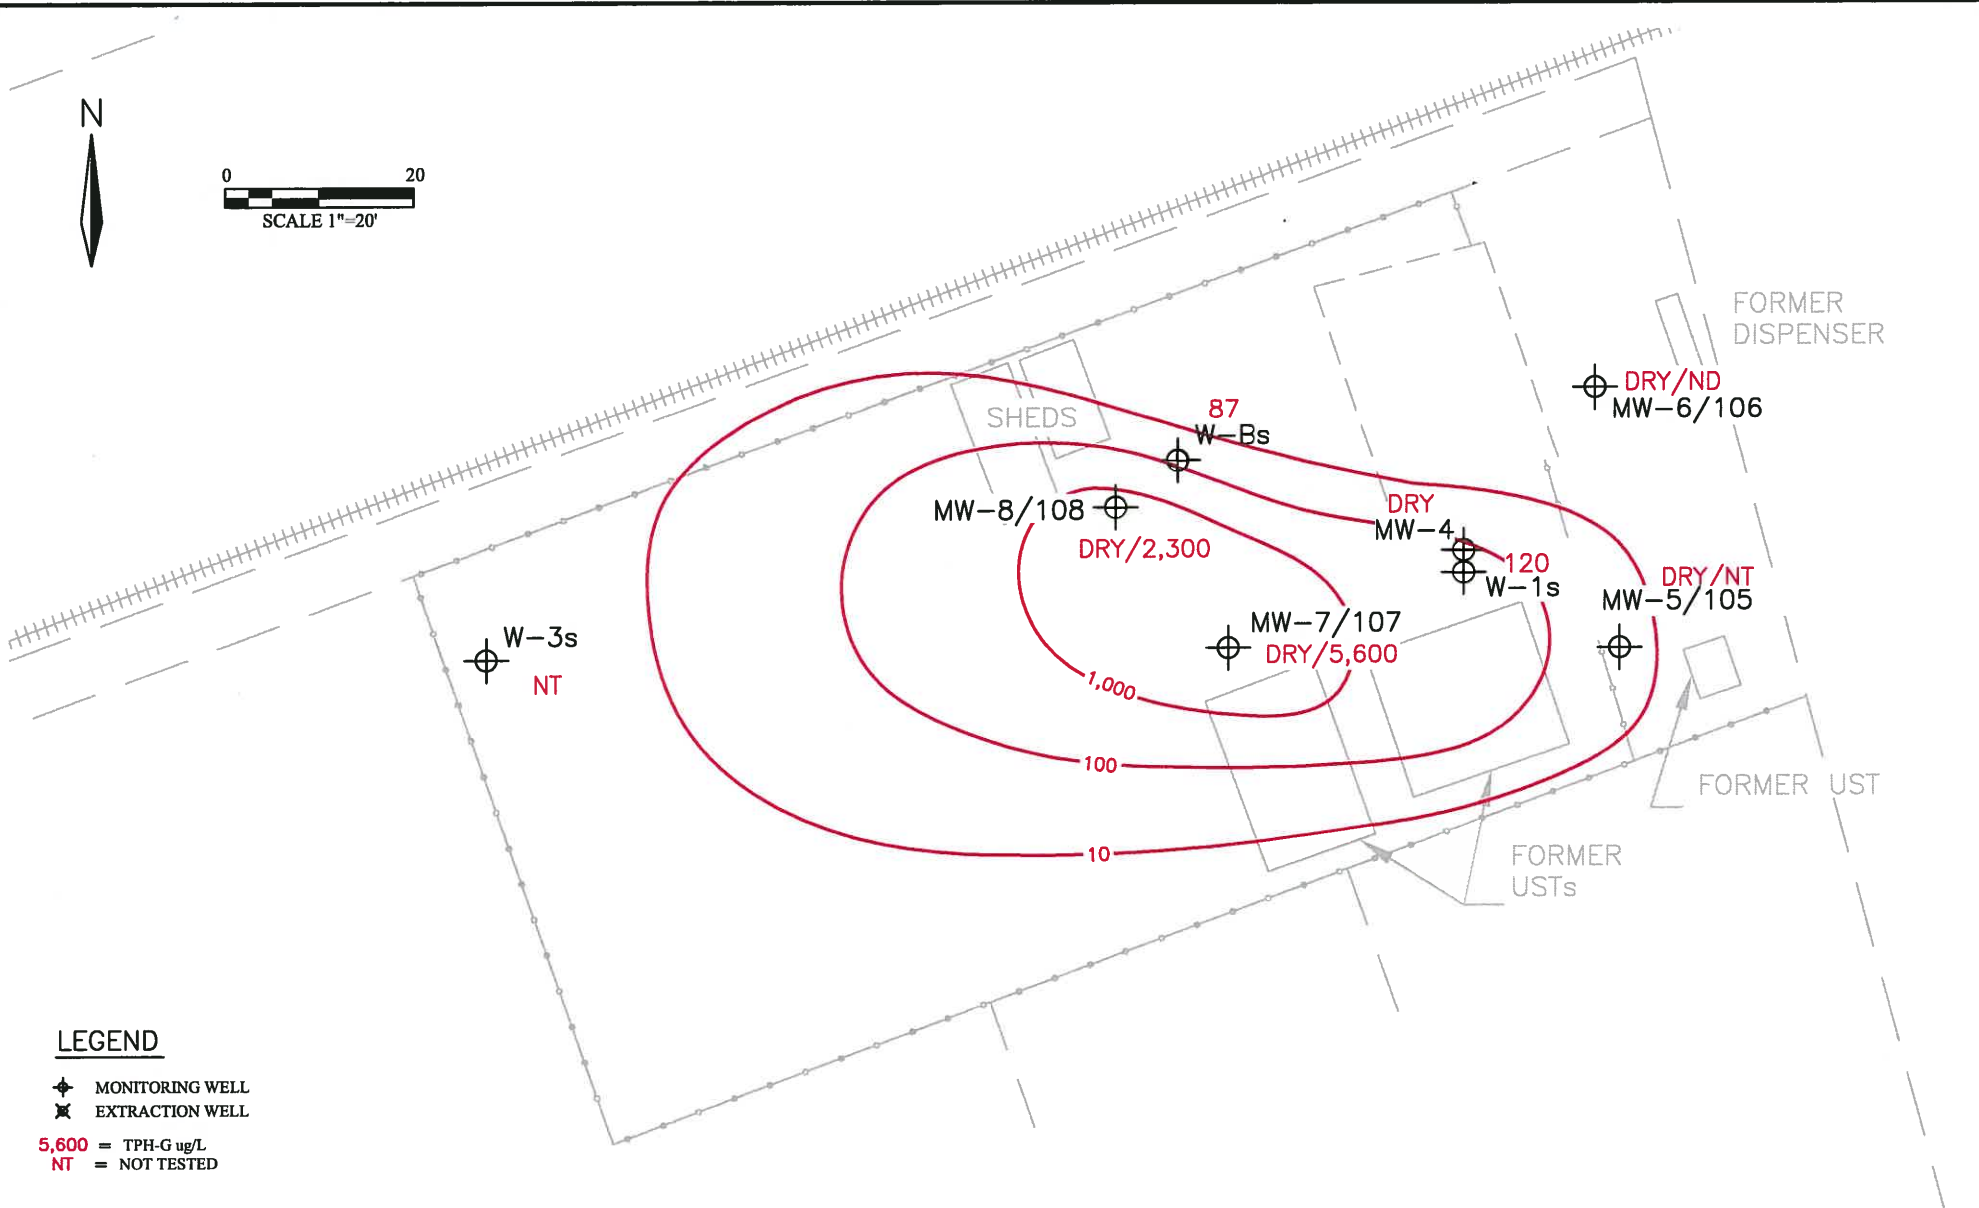 N
0 20
SCALE 1"=20'
FORMER
DISPENSER
DRY/ND
MW-6/106
SHEDS
87
W-Bs
MW-8/108
DRY/2,300
DRY
MW-4
120
W-1s
DRY/NT
MW-5/105
W-3s
NT
MW-7/107
DRY/5,600
1,000
100
10
FORMER UST
FORMER
USTs
LEGEND
MONITORING WELL
EXTRACTION WELL
5,600 = TPH-G ug/L
NT = NOT TESTED